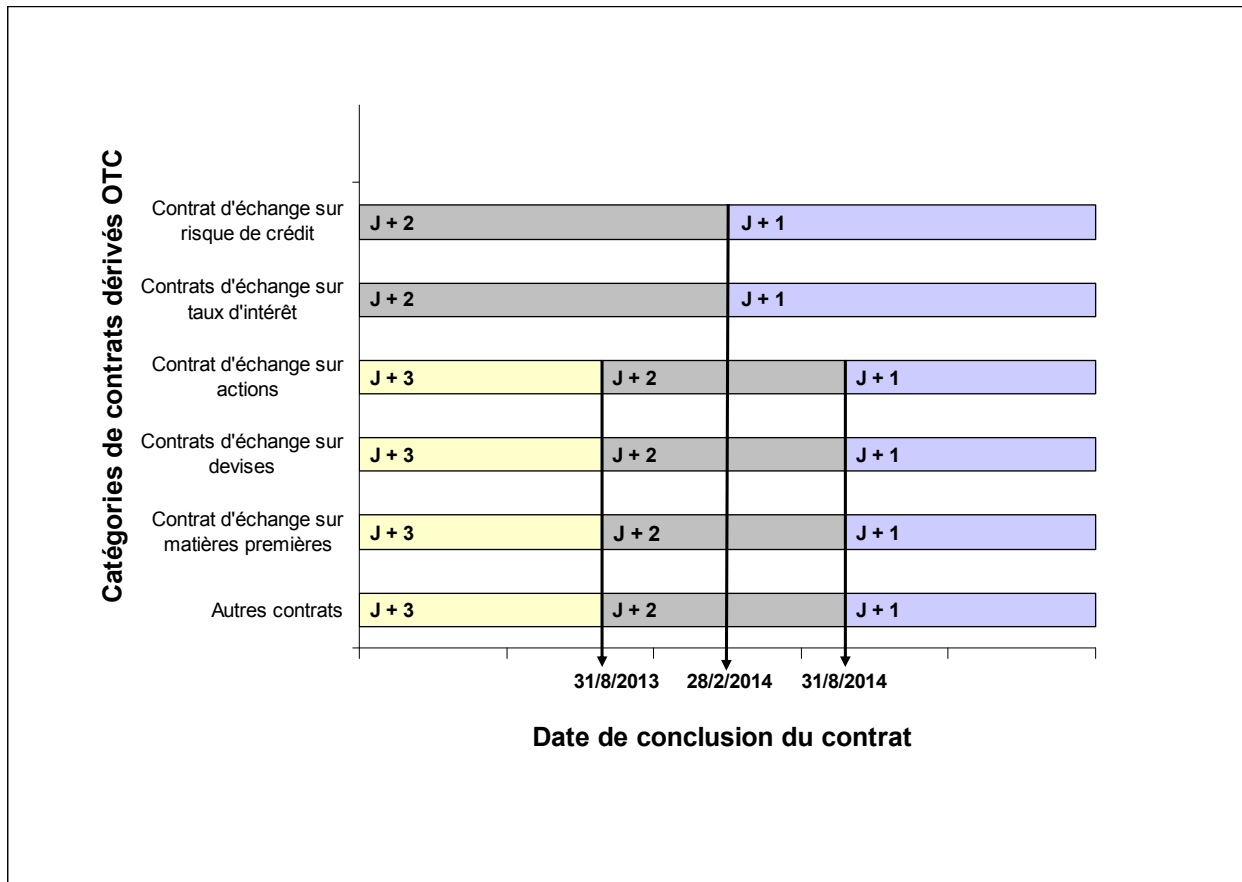 Catégories de contrats dérivés OTC
Contrat d'échange sur
risque de crédit
J + 2
J + 1
Contrats d'échange sur
taux d'intérêt
J + 2
J + 1
Contrat d'échange sur
actions
J + 3
J + 2
J + 1
Contrats d'échange sur
devises
J + 3
J + 2
J + 1
Contrat d'échange sur
matières premières
J + 3
J + 2
J + 1
Autres contrats
J + 3
J + 2
J + 1
31/8/2013
28/2/2014
31/8/2014
Date de conclusion du contrat